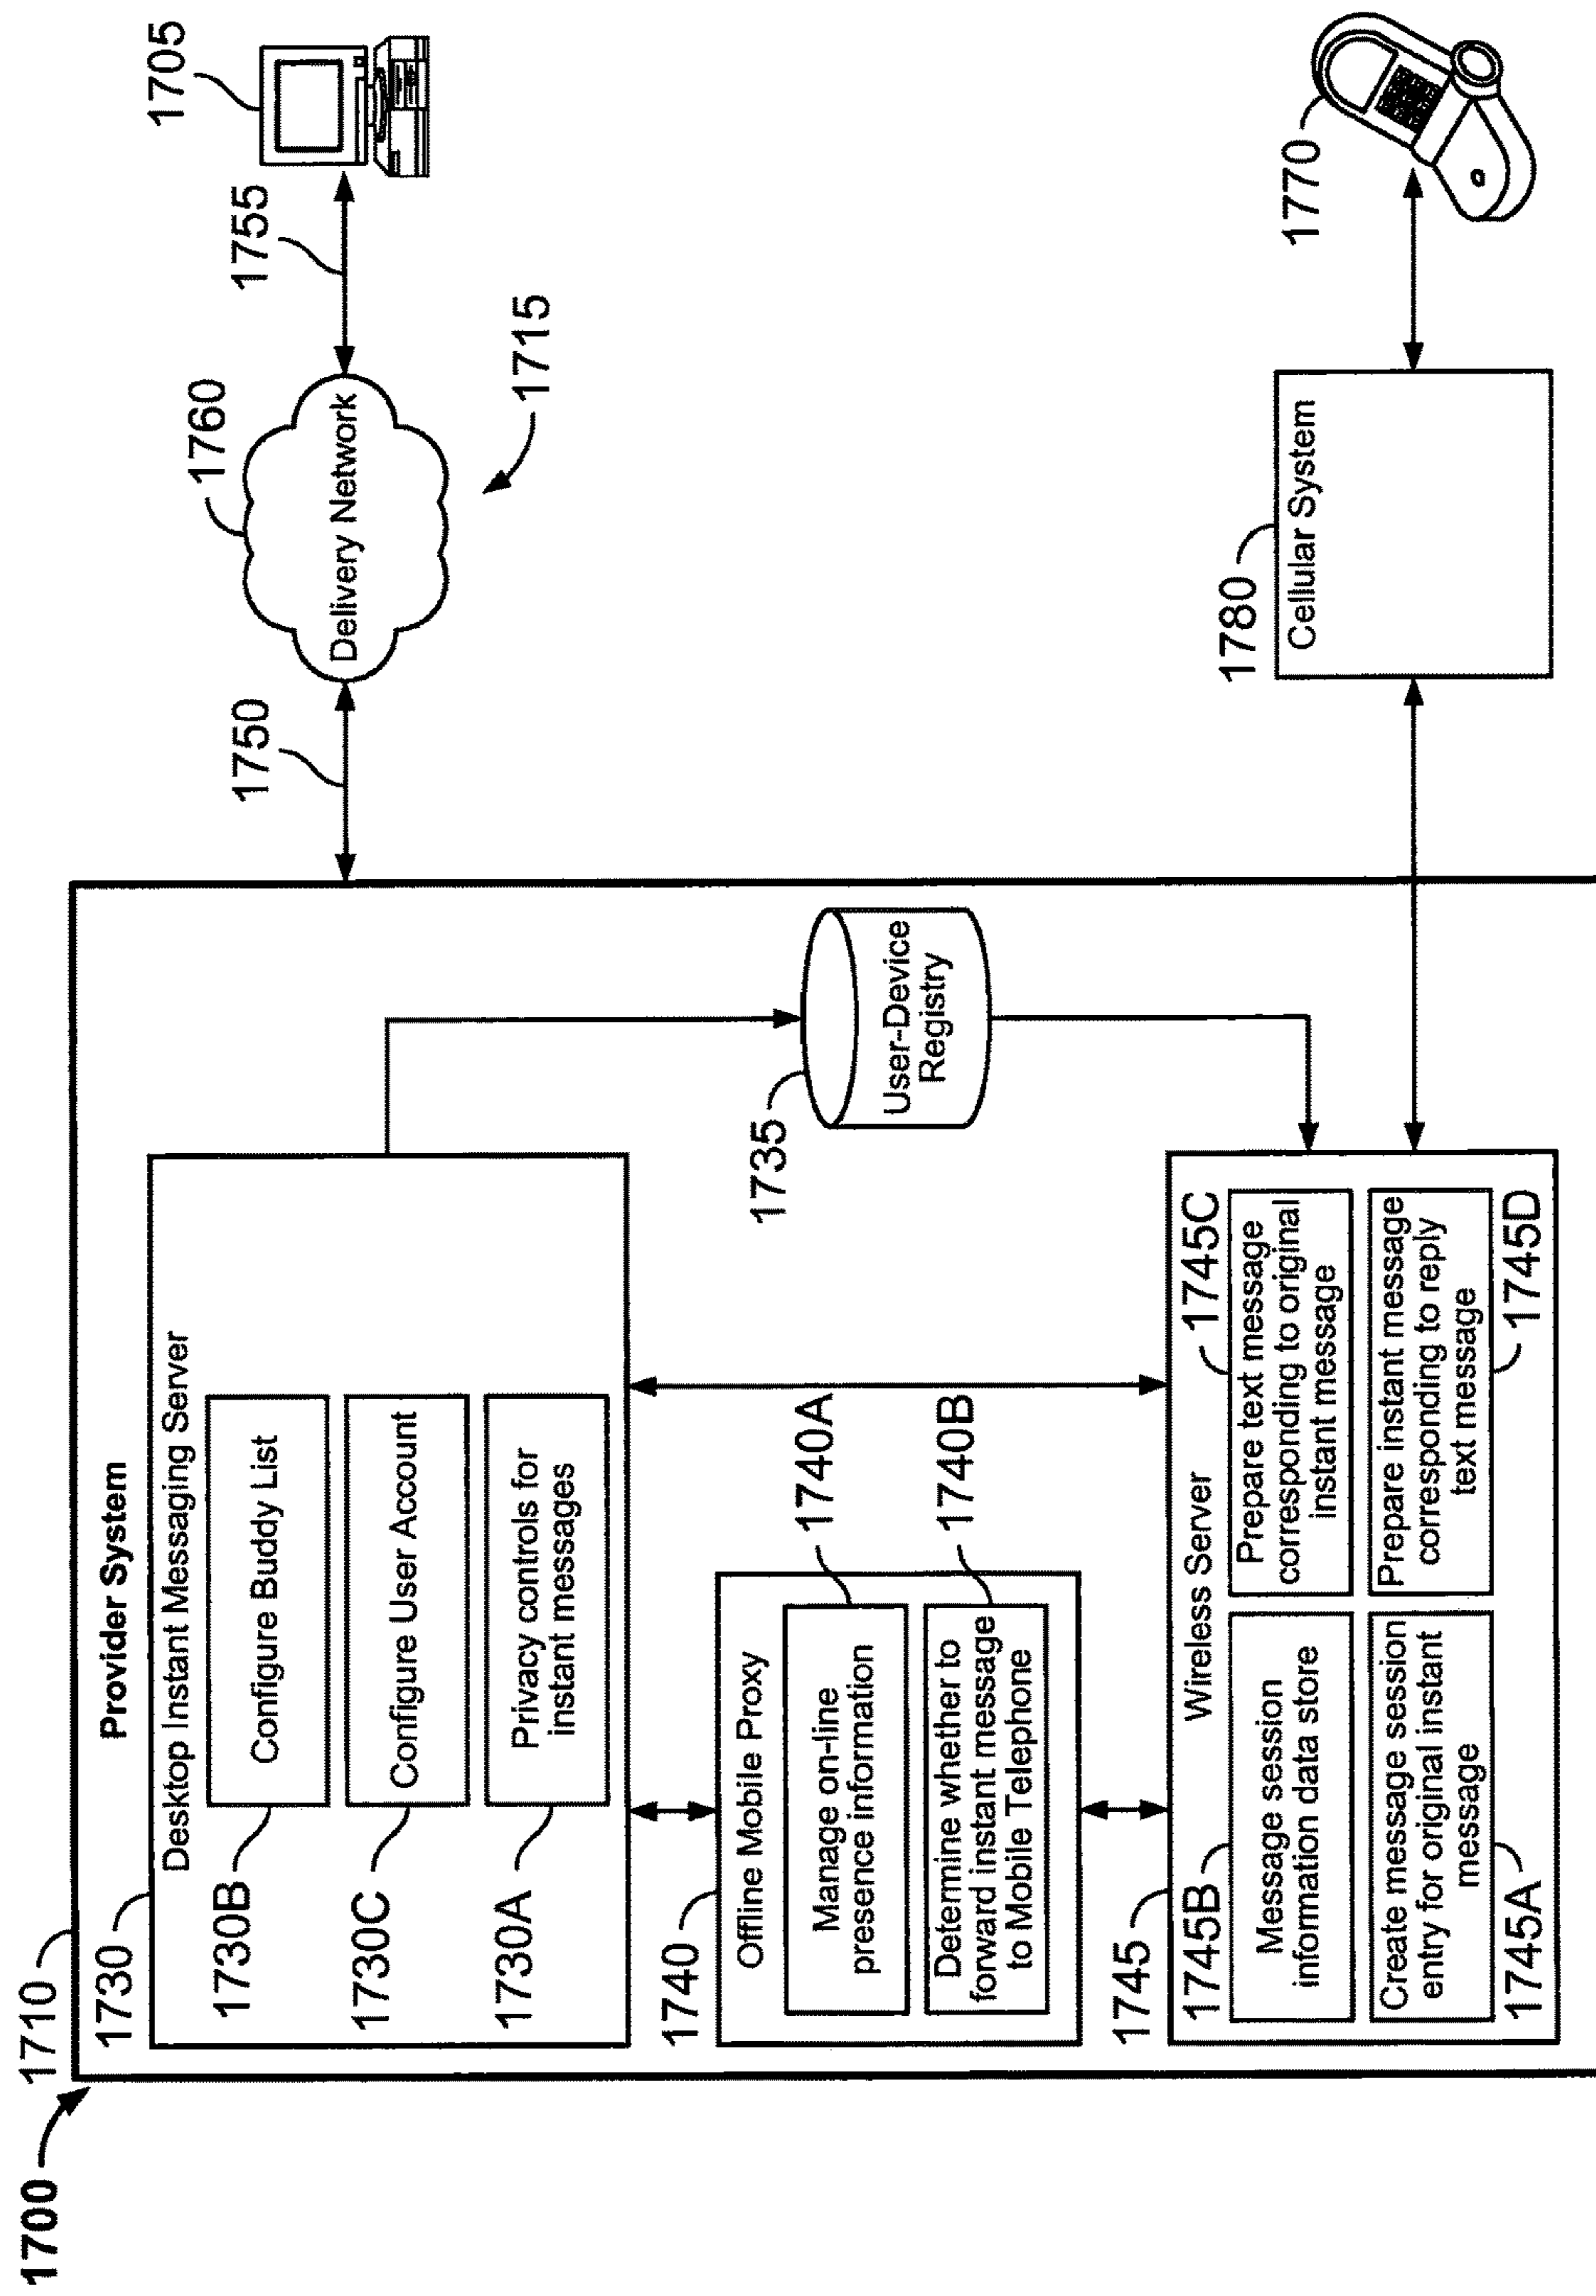 1700
1710
Provider System
1730
Desktop Instant Messaging Server
1730B
Configure Buddy List
1730C
Configure User Account
1730A
Privacy controls for
instant messages
1740
Offline Mobile Proxy
Manage on-line
presence information
1740A
Determine whether to
forward instant message
to Mobile Telephone
1740B
1735
User-Device
Registry
1745
Wireless Server
1745B
Message session
information data store
1745C
Prepare text message
corresponding to original
instant message
Create message session
entry for original instant
message
1745A
Prepare instant message
corresponding to reply
text message
1745D
1750
1760
Delivery Network
1715
1755
1705
1780
Cellular System
1770